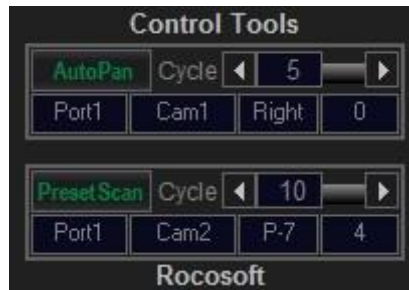 Control Tools
AutoPan Cycle 5
Port1 Cam1 Right 0
PresetScan Cycle 10
Port1 Cam2 P-7 4
Rocosoft